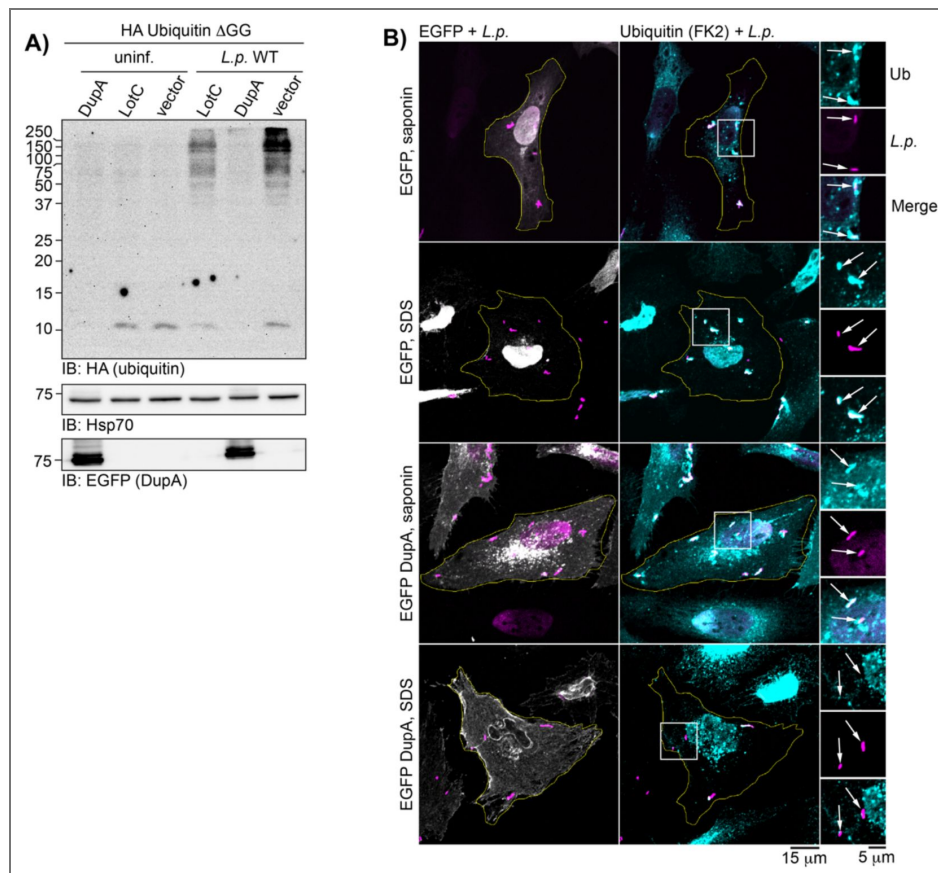 A)
HA Ubiquitin ΔGG
uninf.
L.p. WT
DupA
LotC
vector
LotC
DupA
vector
250
150
100
75
50
37
25
20
15
10
IB: HA (ubiquitin)
75
IB: Hsp70
75
IB: EGFP (DupA)
B)
EGFP + L.p.
Ubiquitin (FK2) + L.p.
EGFP, saponin
Ub
L.p.
Merge
EGFP, SDS
EGFP DupA, saponin
EGFP DupA, SDS
15 μm
5 μm